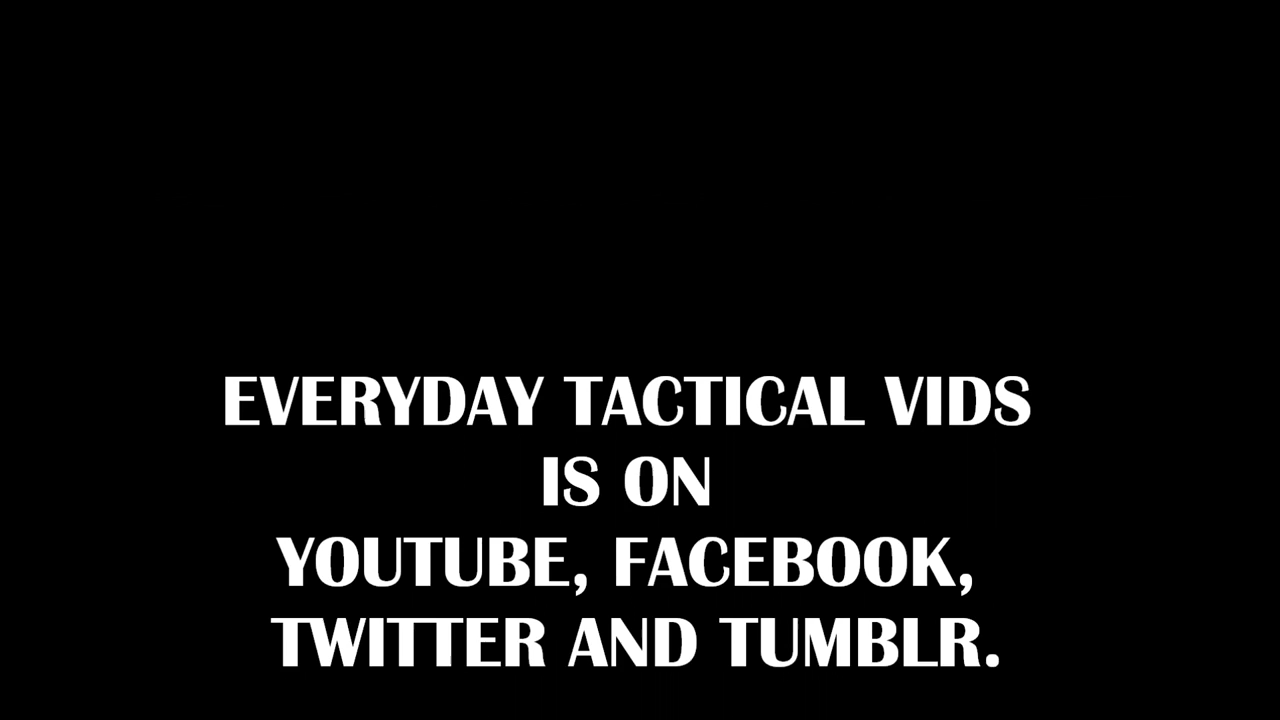 EVERYDAY TACTICAL VIDS
IS ON
YOUTUBE, FACEBOOK,
TWITTER AND TUMBLR.